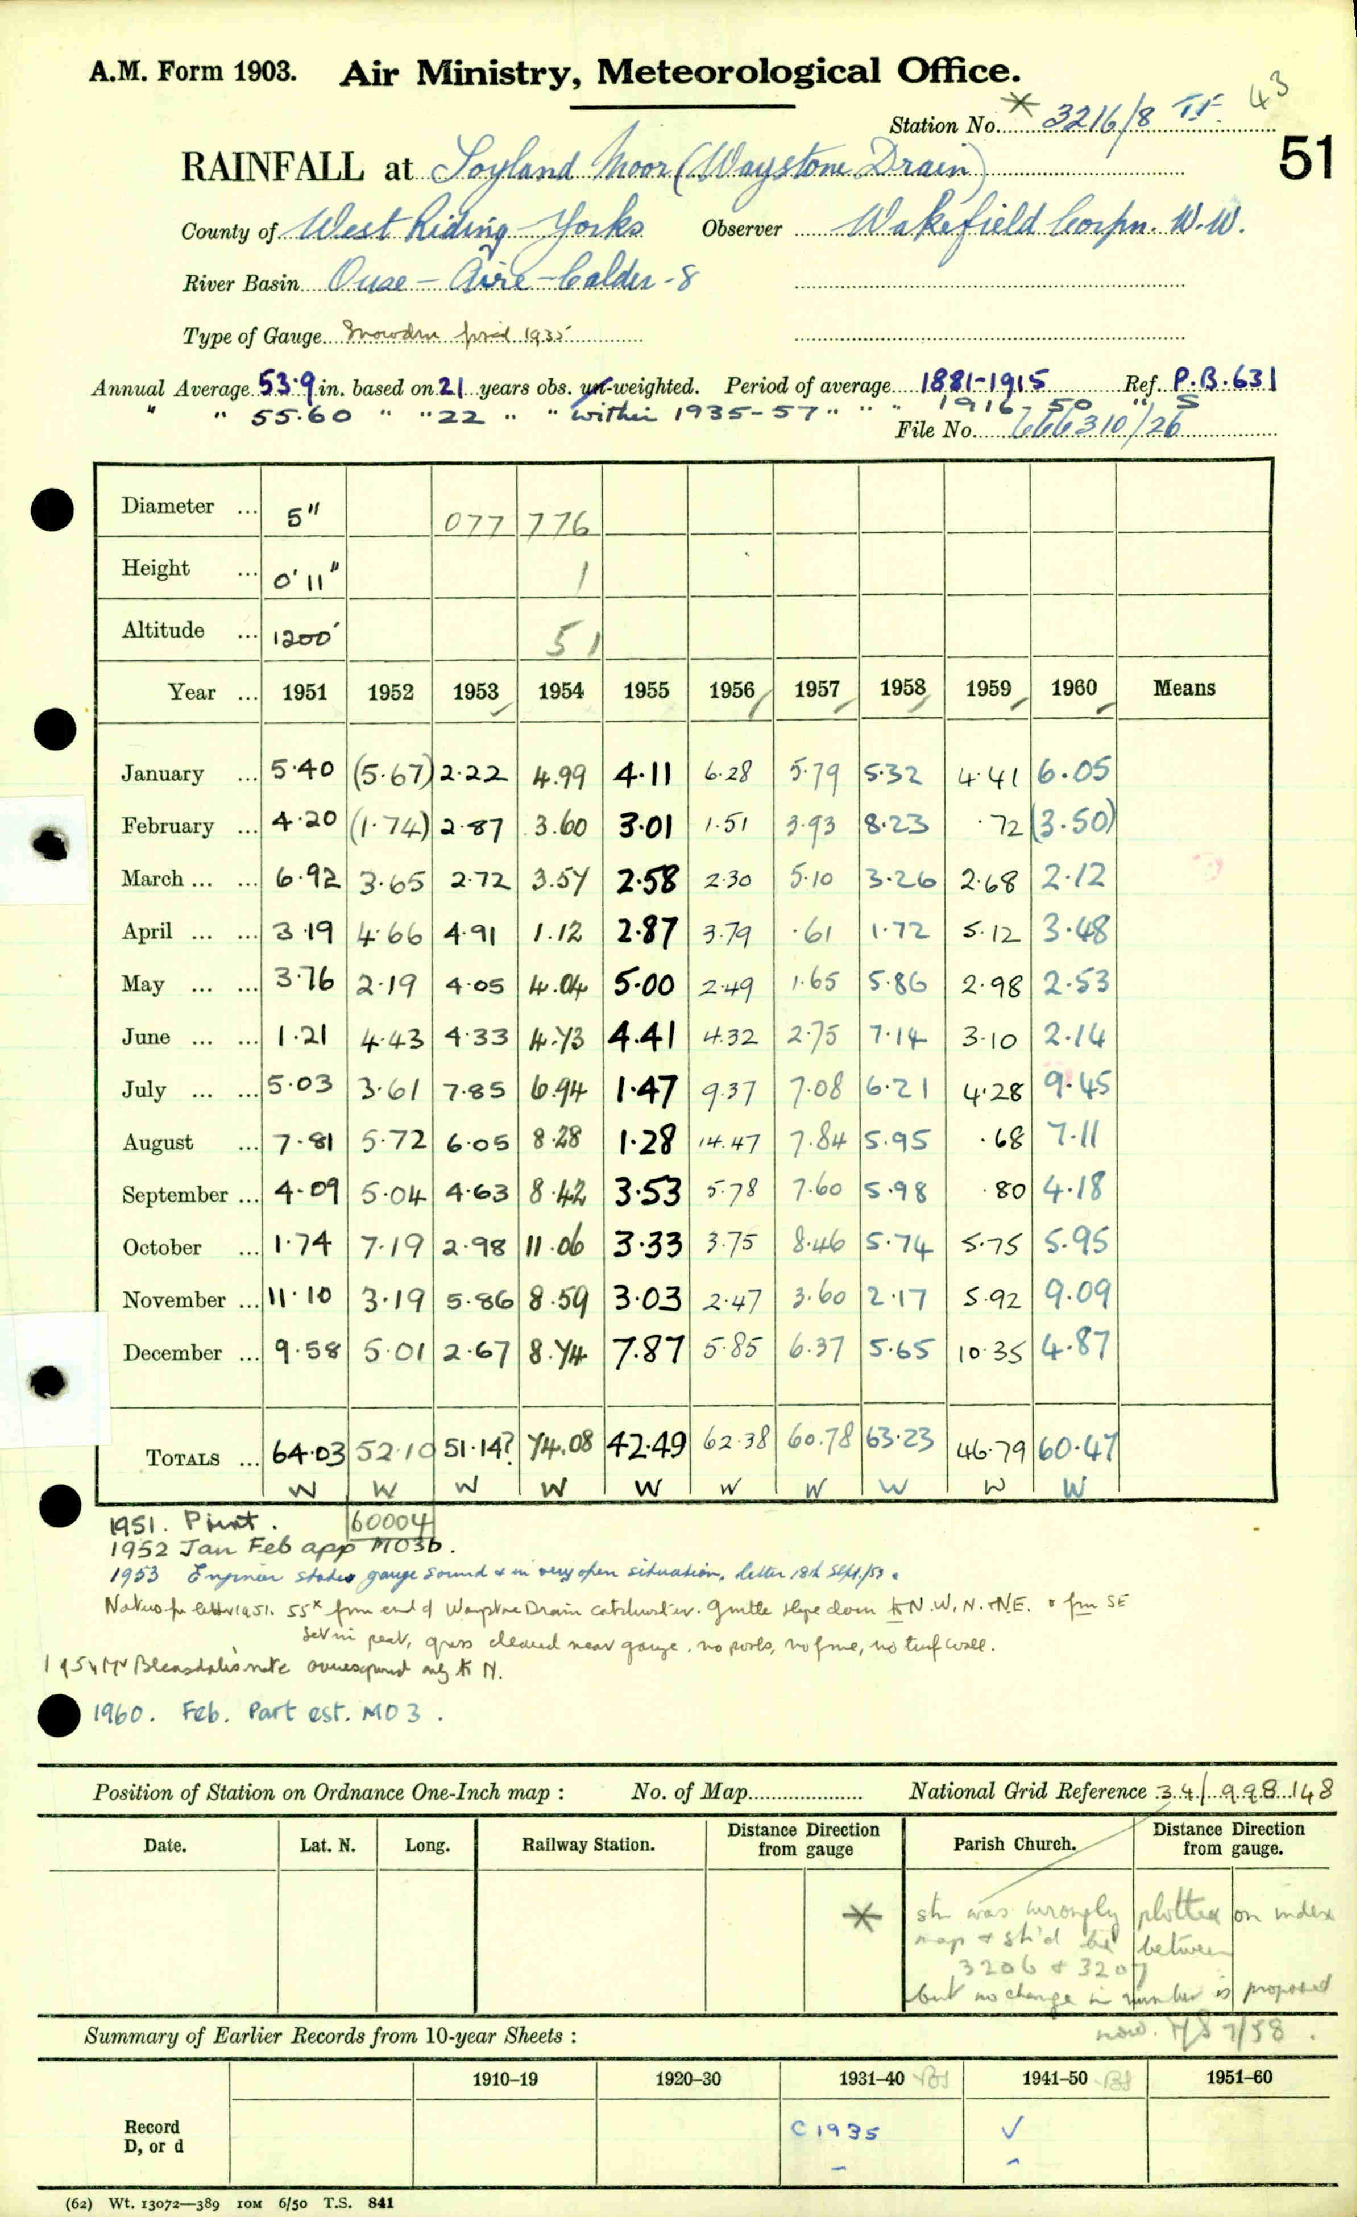 A.M. Form 1903. Air Ministry, Meteorological Office.
43
Station No. * 3216/8
51
RAINFALL at Soyland Moor (Waystone Drain)
County of West Riding - Yorks Observer Wakefield Corpn. W.W.
River Basin Ouse - Aire - Calder - 8
Type of Gauge Snowdon 1935
Annual Average 53.9 in. based on 21 years obs. un-weighted. Period of average 1881-1915 Ref. P.B.631
" " 55.60 " " 22 " " within 1935-57 " " " 1916-50 " S
File No. 666310/26
Diameter ... 5" 077 776
Height ... 0' 11" 1
Altitude ... 1200' 51
Year ... 1951 1952 1953 1954 1955 1956 1957 1958 1959 1960 Means
January ... 5.40 (5.67) 2.22 4.99 4.11 6.28 5.79 5.32 4.41 6.05
February ... 4.20 (1.74) 2.87 3.60 3.01 1.51 3.93 8.23 .72 (3.50)
March ... ... 6.92 3.65 2.72 3.57 2.58 2.30 5.10 3.26 2.68 2.12
April ... ... 3.19 4.66 4.91 1.12 2.87 3.79 .61 1.72 5.12 3.48
May ... ... 3.76 2.19 4.05 4.04 5.00 2.49 1.65 5.86 2.98 2.53
June ... ... 1.21 4.43 4.33 4.73 4.41 4.32 2.75 7.14 3.10 2.14
July ... ... 5.03 3.61 7.85 6.94 1.47 9.37 7.08 6.21 4.28 9.45
August ... 7.81 5.72 6.05 8.28 1.28 14.47 7.84 5.95 .68 7.11
September ... 4.09 5.04 4.63 8.42 3.53 5.78 7.60 5.98 .80 4.18
October ... 1.74 7.19 2.98 11.06 3.33 3.75 8.46 5.74 5.75 5.95
November ... 11.10 3.19 5.86 8.59 3.03 2.47 3.60 2.17 5.92 9.09
December ... 9.58 5.01 2.67 8.74 7.87 5.85 6.37 5.65 10.35 4.87
TOTALS ... 64.03 52.10 51.14? 74.08 42.49 62.38 60.78 63.23 46.79 60.47
W W W W W W W W W W
1951. Print. 60004
1952 Jan Feb app MO3b.
1953 Engineer states gauge sound & in very open situation, letter 18th Sept/53.
1951. 55x from end of Waystone Drain catchwater. Gentle slope down to N.W, N. & NE. & from SE
Set in peat, grass cleared near gauge, no posts, no turf wall.
1954 Mr Bleasdale's note only to N.
1960. Feb. Part est. MO3.
Position of Station on Ordnance One-Inch map : No. of Map National Grid Reference 34/998148
Date. Lat. N. Long. Railway Station. Distance Direction from gauge Parish Church. Distance Direction from gauge.
* stn was wrongly plotted on index
map & sh'd be between
3206 & 3207
but no change in number is proposed
now. 7/58.
Summary of Earlier Records from 10-year Sheets :
1910–19 1920–30 1931–40 1941–50 1951–60
Record D, or d C 1935 ✓
(62) Wt. 13072—389 10M 6/50 T.S. 841